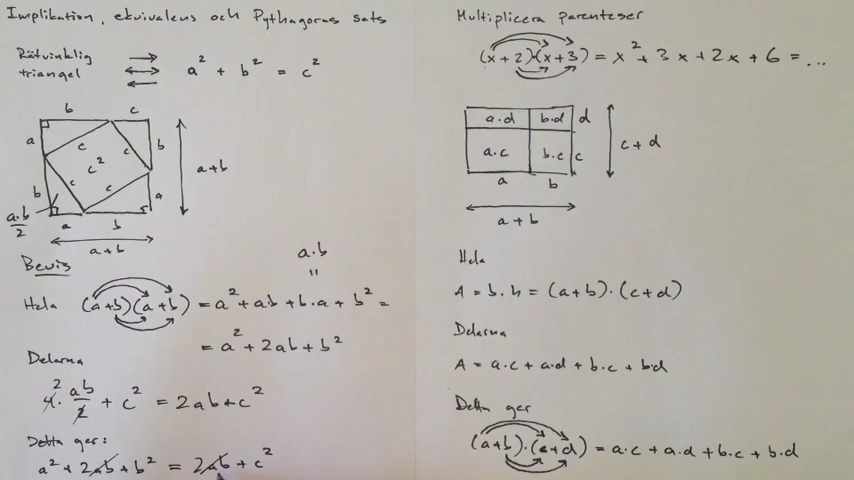 Implikation, ekvivalens och Pythagoras sats
Rätvinklig triangel ⟶ ⟷ ⟵ a² + b² = c²
b c
a c c b
c²
b c c a
a·b/2
a b
a+b
a+b
Bevis
a·b
"
Hela (a+b)(a+b) = a² + ab + b·a + b² =
= a² + 2ab + b²
Delarna
4· ab/2 + c² = 2ab + c²
2
Detta ger:
a² + 2ab + b² = 2ab + c²
Multiplicera parenteser
(x+2)·(x+3) = x² + 3x + 2x + 6 = ...
a·d b·d d
a·c b·c c
c+d
a b
a+b
Hela
A = b·h = (a+b)·(c+d)
Delarna
A = a·c + a·d + b·c + b·d
Detta ger
(a+b)·(c+d) = a·c + a·d + b·c + b·d